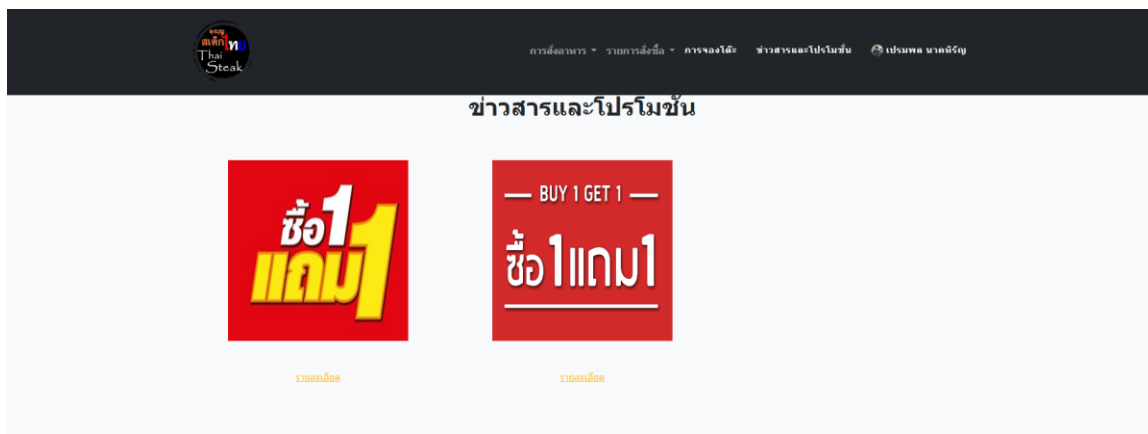 สเต็กไทย
Thai
Steak
การสั่งอาหาร รายการสั่งซื้อ การจองโต๊ะ ข่าวสารและโปรโมชั่น เปรมพล นาคหิรัญ
ข่าวสารและโปรโมชัน
ซื้อ1
แถม1
BUY 1 GET 1
ซื้อ1แถม1
รายละเอียด รายละเอียด